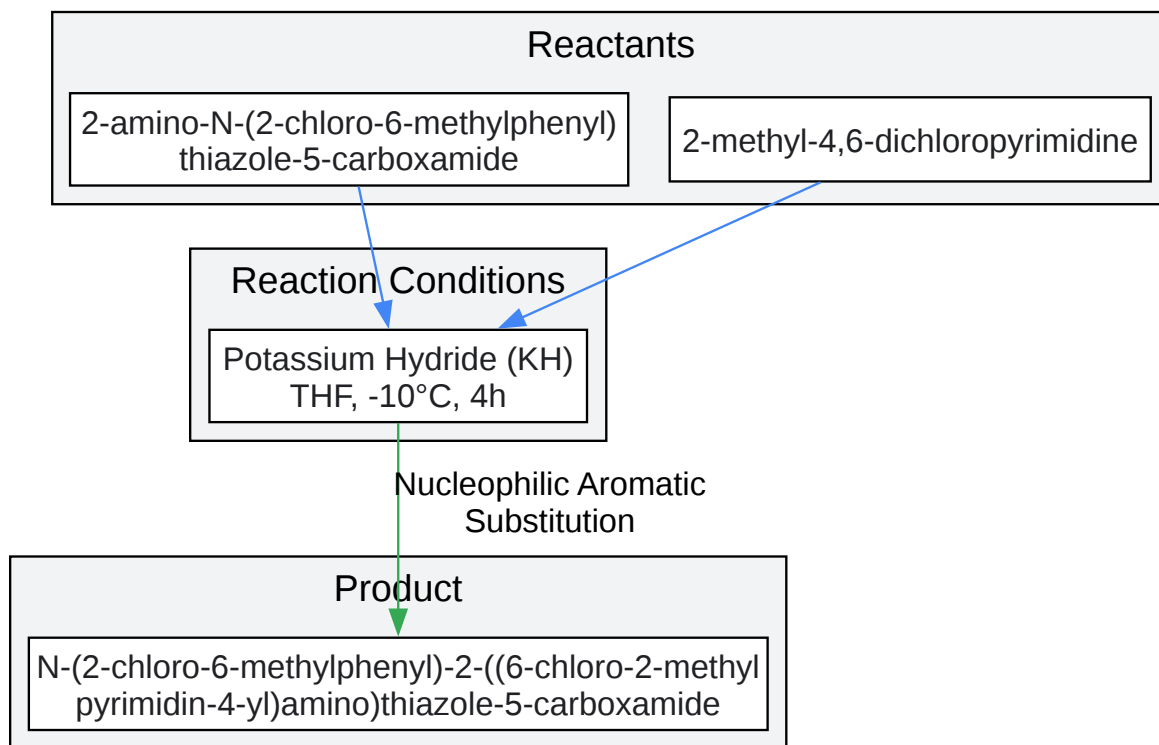 Reactants
2-amino-N-(2-chloro-6-methylphenyl)
thiazole-5-carboxamide
2-methyl-4,6-dichloropyrimidine
Reaction Conditions
Potassium Hydride (KH)
THF, -10°C, 4h
Nucleophilic Aromatic
Substitution
Product
N-(2-chloro-6-methylphenyl)-2-((6-chloro-2-methyl
pyrimidin-4-yl)amino)thiazole-5-carboxamide